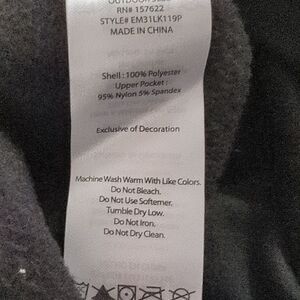 RN# 157622
STYLE# EM31LK119P
MADE IN CHINA
Shell : 100% Polyester
Upper Pocket :
95% Nylon 5% Spandex
Exclusive of Decoration
Machine Wash Warm With Like Colors.
Do Not Bleach.
Do Not Use Softemer.
Tumble Dry Low.
Do Not Iron.
Do Not Dry Clean.